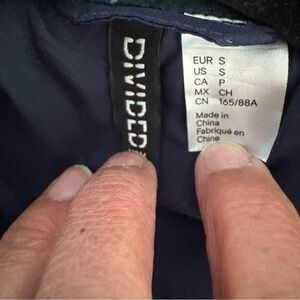 DIVIDED
EUR S
US S
CA P
MX CH
CN 165/88A
Made in
China
Fabriqué en
Chine